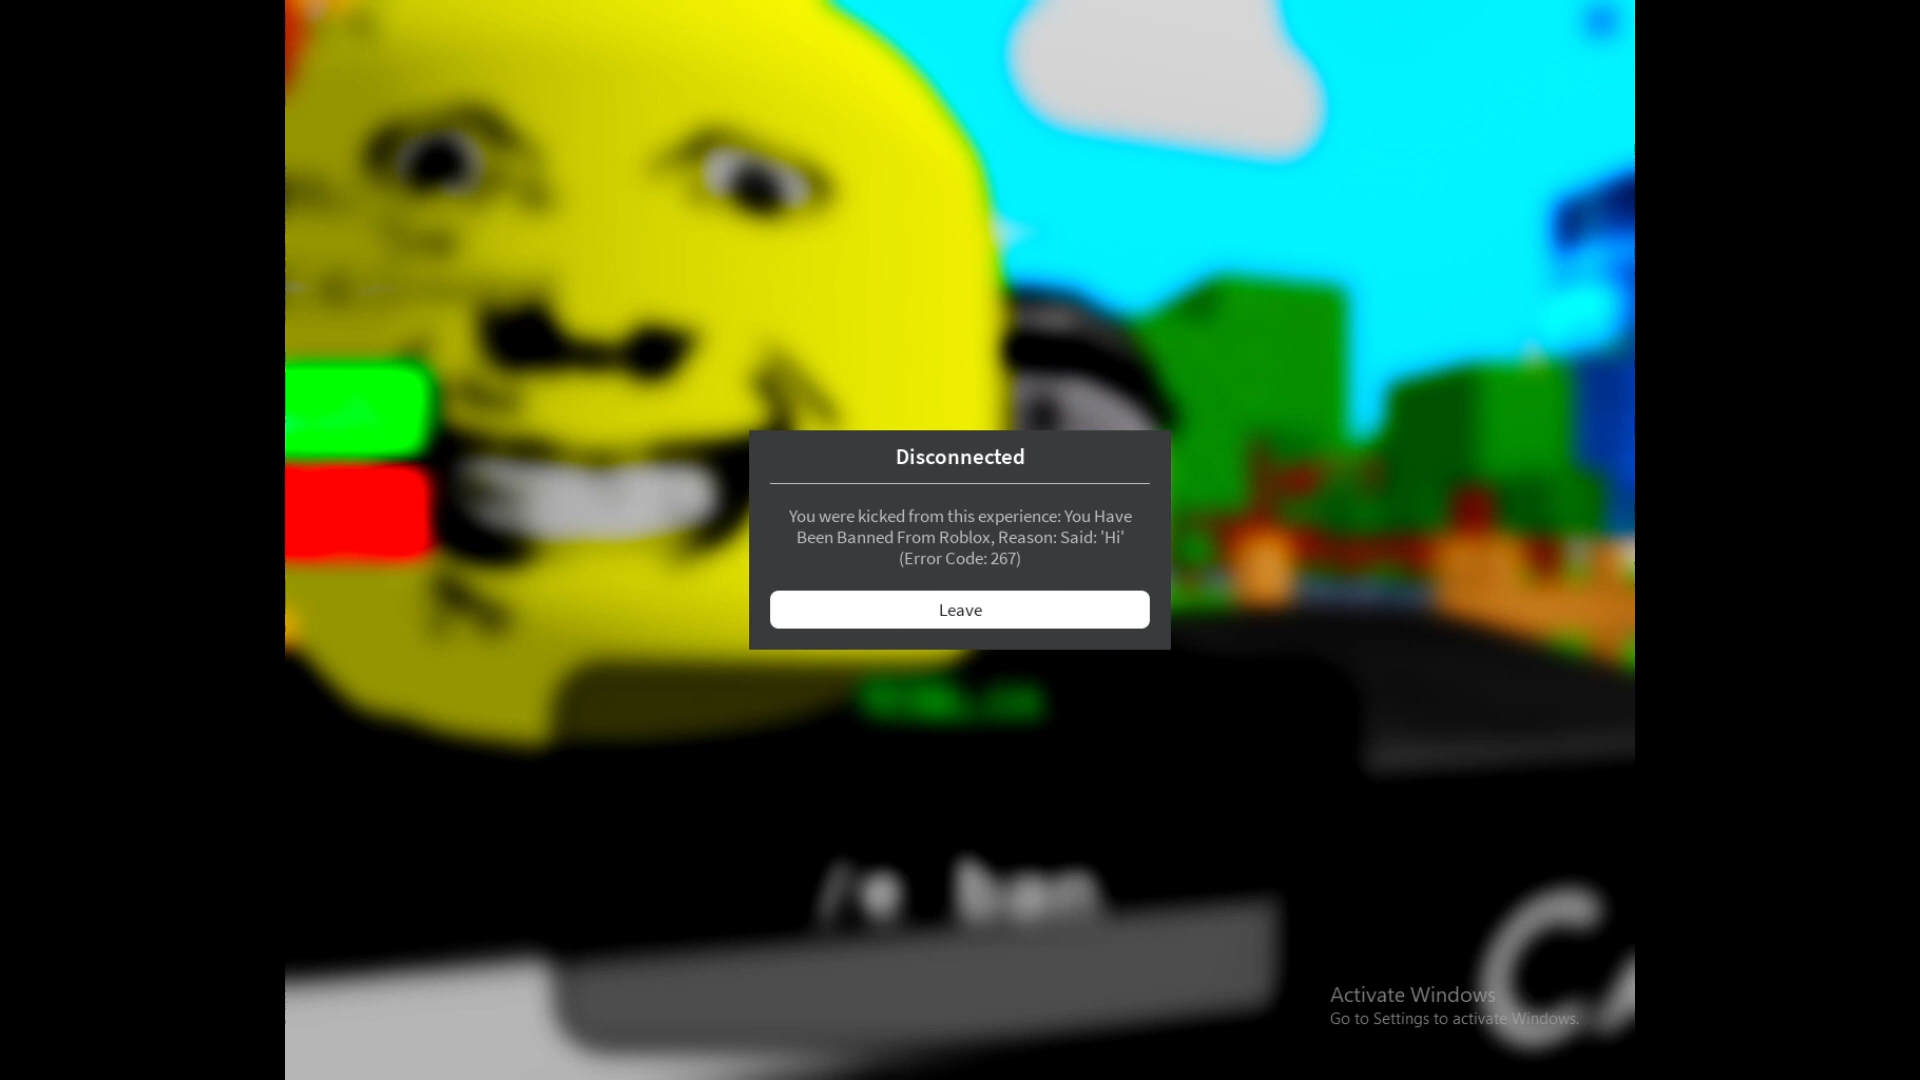 Disconnected
You were kicked from this experience: You Have
Been Banned From Roblox, Reason: Said: 'Hi'
(Error Code: 267)
Leave
/e ban
Activate Windows
Go to Settings to activate Windows.